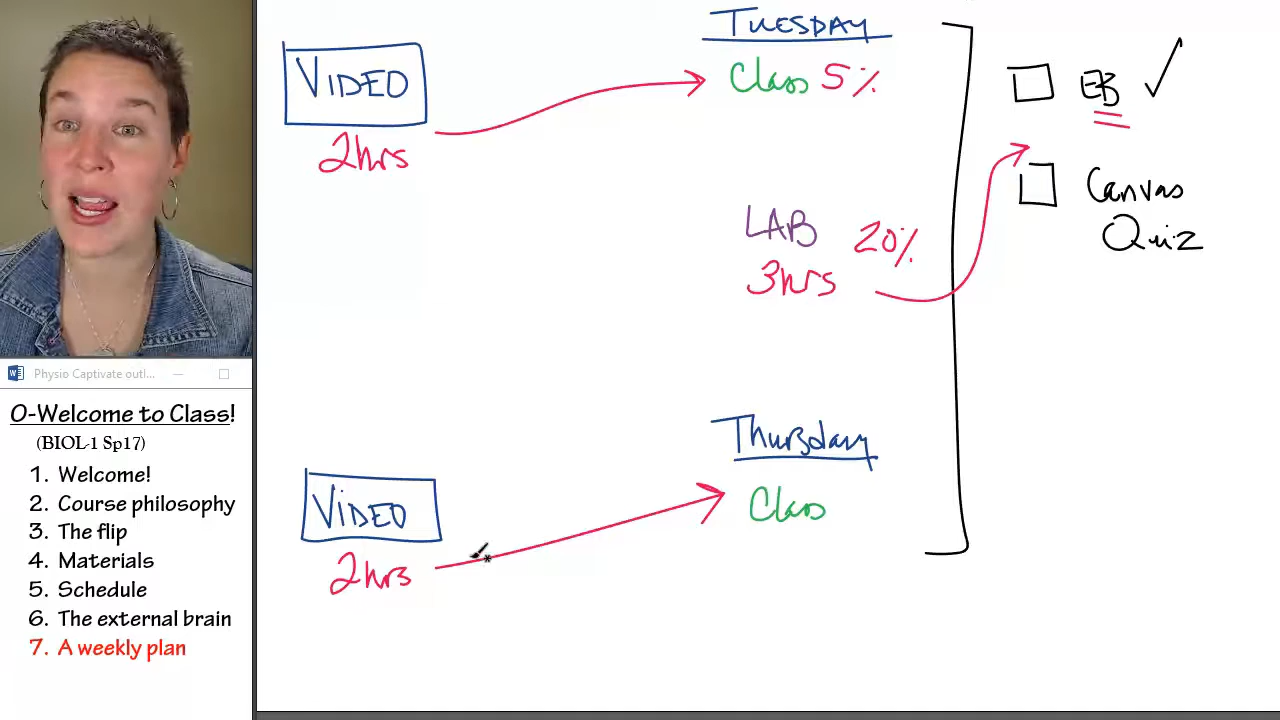 TUESDAY
VIDEO
Class 5%
EB
2hrs
Canvas
Quiz
LAB 20%
3hrs
Physio Captivate outl...
O-Welcome to Class!
(BIOL-1 Sp17)
1. Welcome!
2. Course philosophy
3. The flip
4. Materials
5. Schedule
6. The external brain
7. A weekly plan
Thursday
VIDEO
Class
2hrs